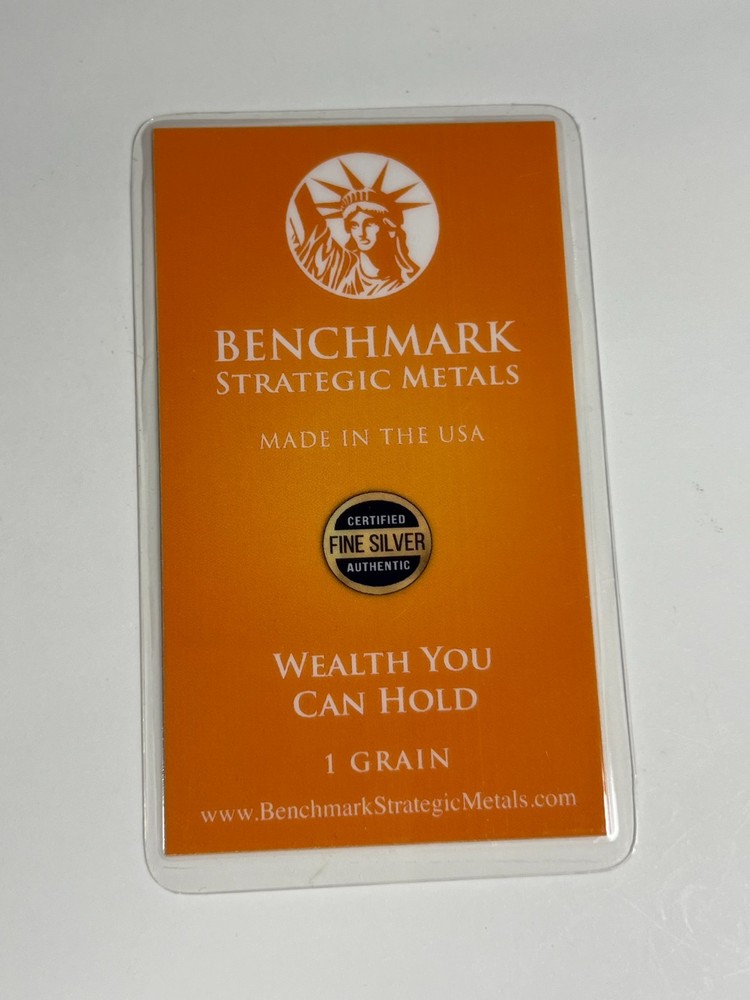 BENCHMARK
STRATEGIC METALS
MADE IN THE USA
CERTIFIED
FINE SILVER
AUTHENTIC
WEALTH YOU
CAN HOLD
1 GRAIN
www.BenchmarkStrategicMetals.com